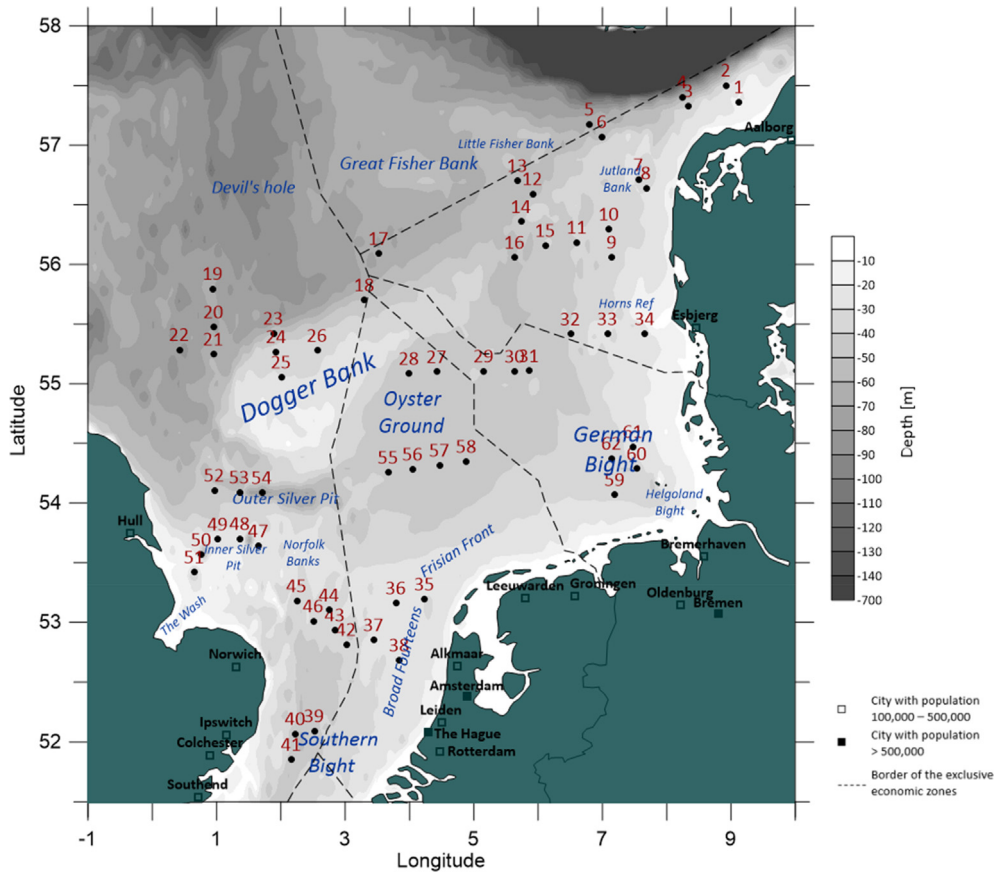 58
57
56
55
54
53
52
Latitude
-1
1
3
5
7
9
Longitude
2
1
4
3
5
6
Aalborg
Little Fisher Bank
Great Fisher Bank
13
12
Jutland
Bank
7
8
Devil's hole
14
10
11
15
16
9
17
18
19
20
21
22
23
24
25
26
Horns Ref
32
33
34
Esbjerg
Dogger Bank
28
27
29
30
31
Oyster
Ground
German
Bight
61
62
60
59
55
56
57
58
Helgoland
Bight
52
53
54
Outer Silver Pit
Hull
49
48
47
50
51
Inner Silver
Pit
Norfolk
Banks
Frisian Front
Bremerhaven
Leeuwarden
Groningen
Oldenburg
Bremen
The Wash
45
44
46
43
42
36
35
37
38
Broad Fourteens
Norwich
Alkmaar
Amsterdam
Leiden
The Hague
Rotterdam
Ipswich
Colchester
Southend
40
39
41
Southern
Bight
-10
-20
-30
-40
-50
-60
-70
-80
-90
-100
-110
-120
-130
-140
-700
Depth [m]
City with population
100,000 – 500,000
City with population
> 500,000
Border of the exclusive
economic zones